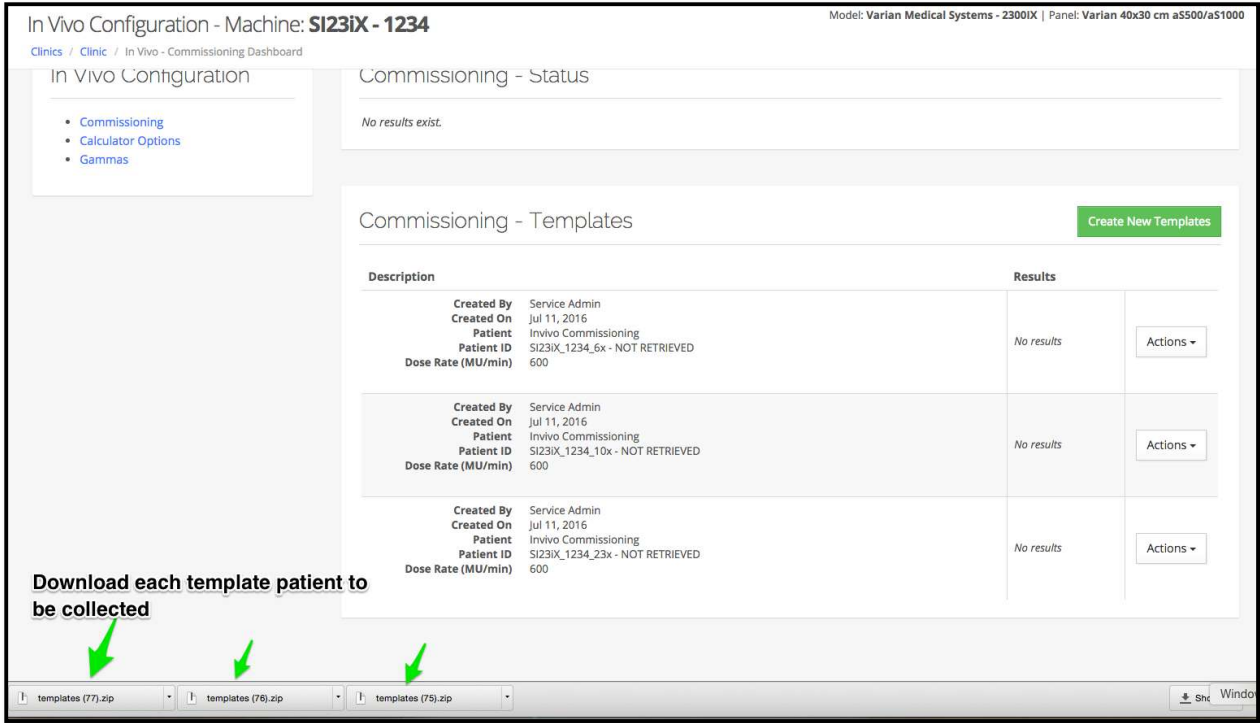 In Vivo Configuration - Machine: SI23iX - 1234
Model: Varian Medical Systems - 2300IX | Panel: Varian 40x30 cm aS500/aS1000
Clinics / Clinic / In Vivo - Commissioning Dashboard
In Vivo Configuration
Commissioning
Calculator Options
Gammas
Commissioning - Status
No results exist.
Commissioning - Templates
Create New Templates
Description Results
Created By Service Admin
Created On Jul 11, 2016
Patient Invivo Commissioning
Patient ID SI23iX_1234_6x - NOT RETRIEVED
Dose Rate (MU/min) 600
No results
Actions
Created By Service Admin
Created On Jul 11, 2016
Patient Invivo Commissioning
Patient ID SI23iX_1234_10x - NOT RETRIEVED
Dose Rate (MU/min) 600
No results
Actions
Created By Service Admin
Created On Jul 11, 2016
Patient Invivo Commissioning
Patient ID SI23iX_1234_23x - NOT RETRIEVED
Dose Rate (MU/min) 600
No results
Actions
Download each template patient to
be collected
templates (77).zip
templates (76).zip
templates (75).zip